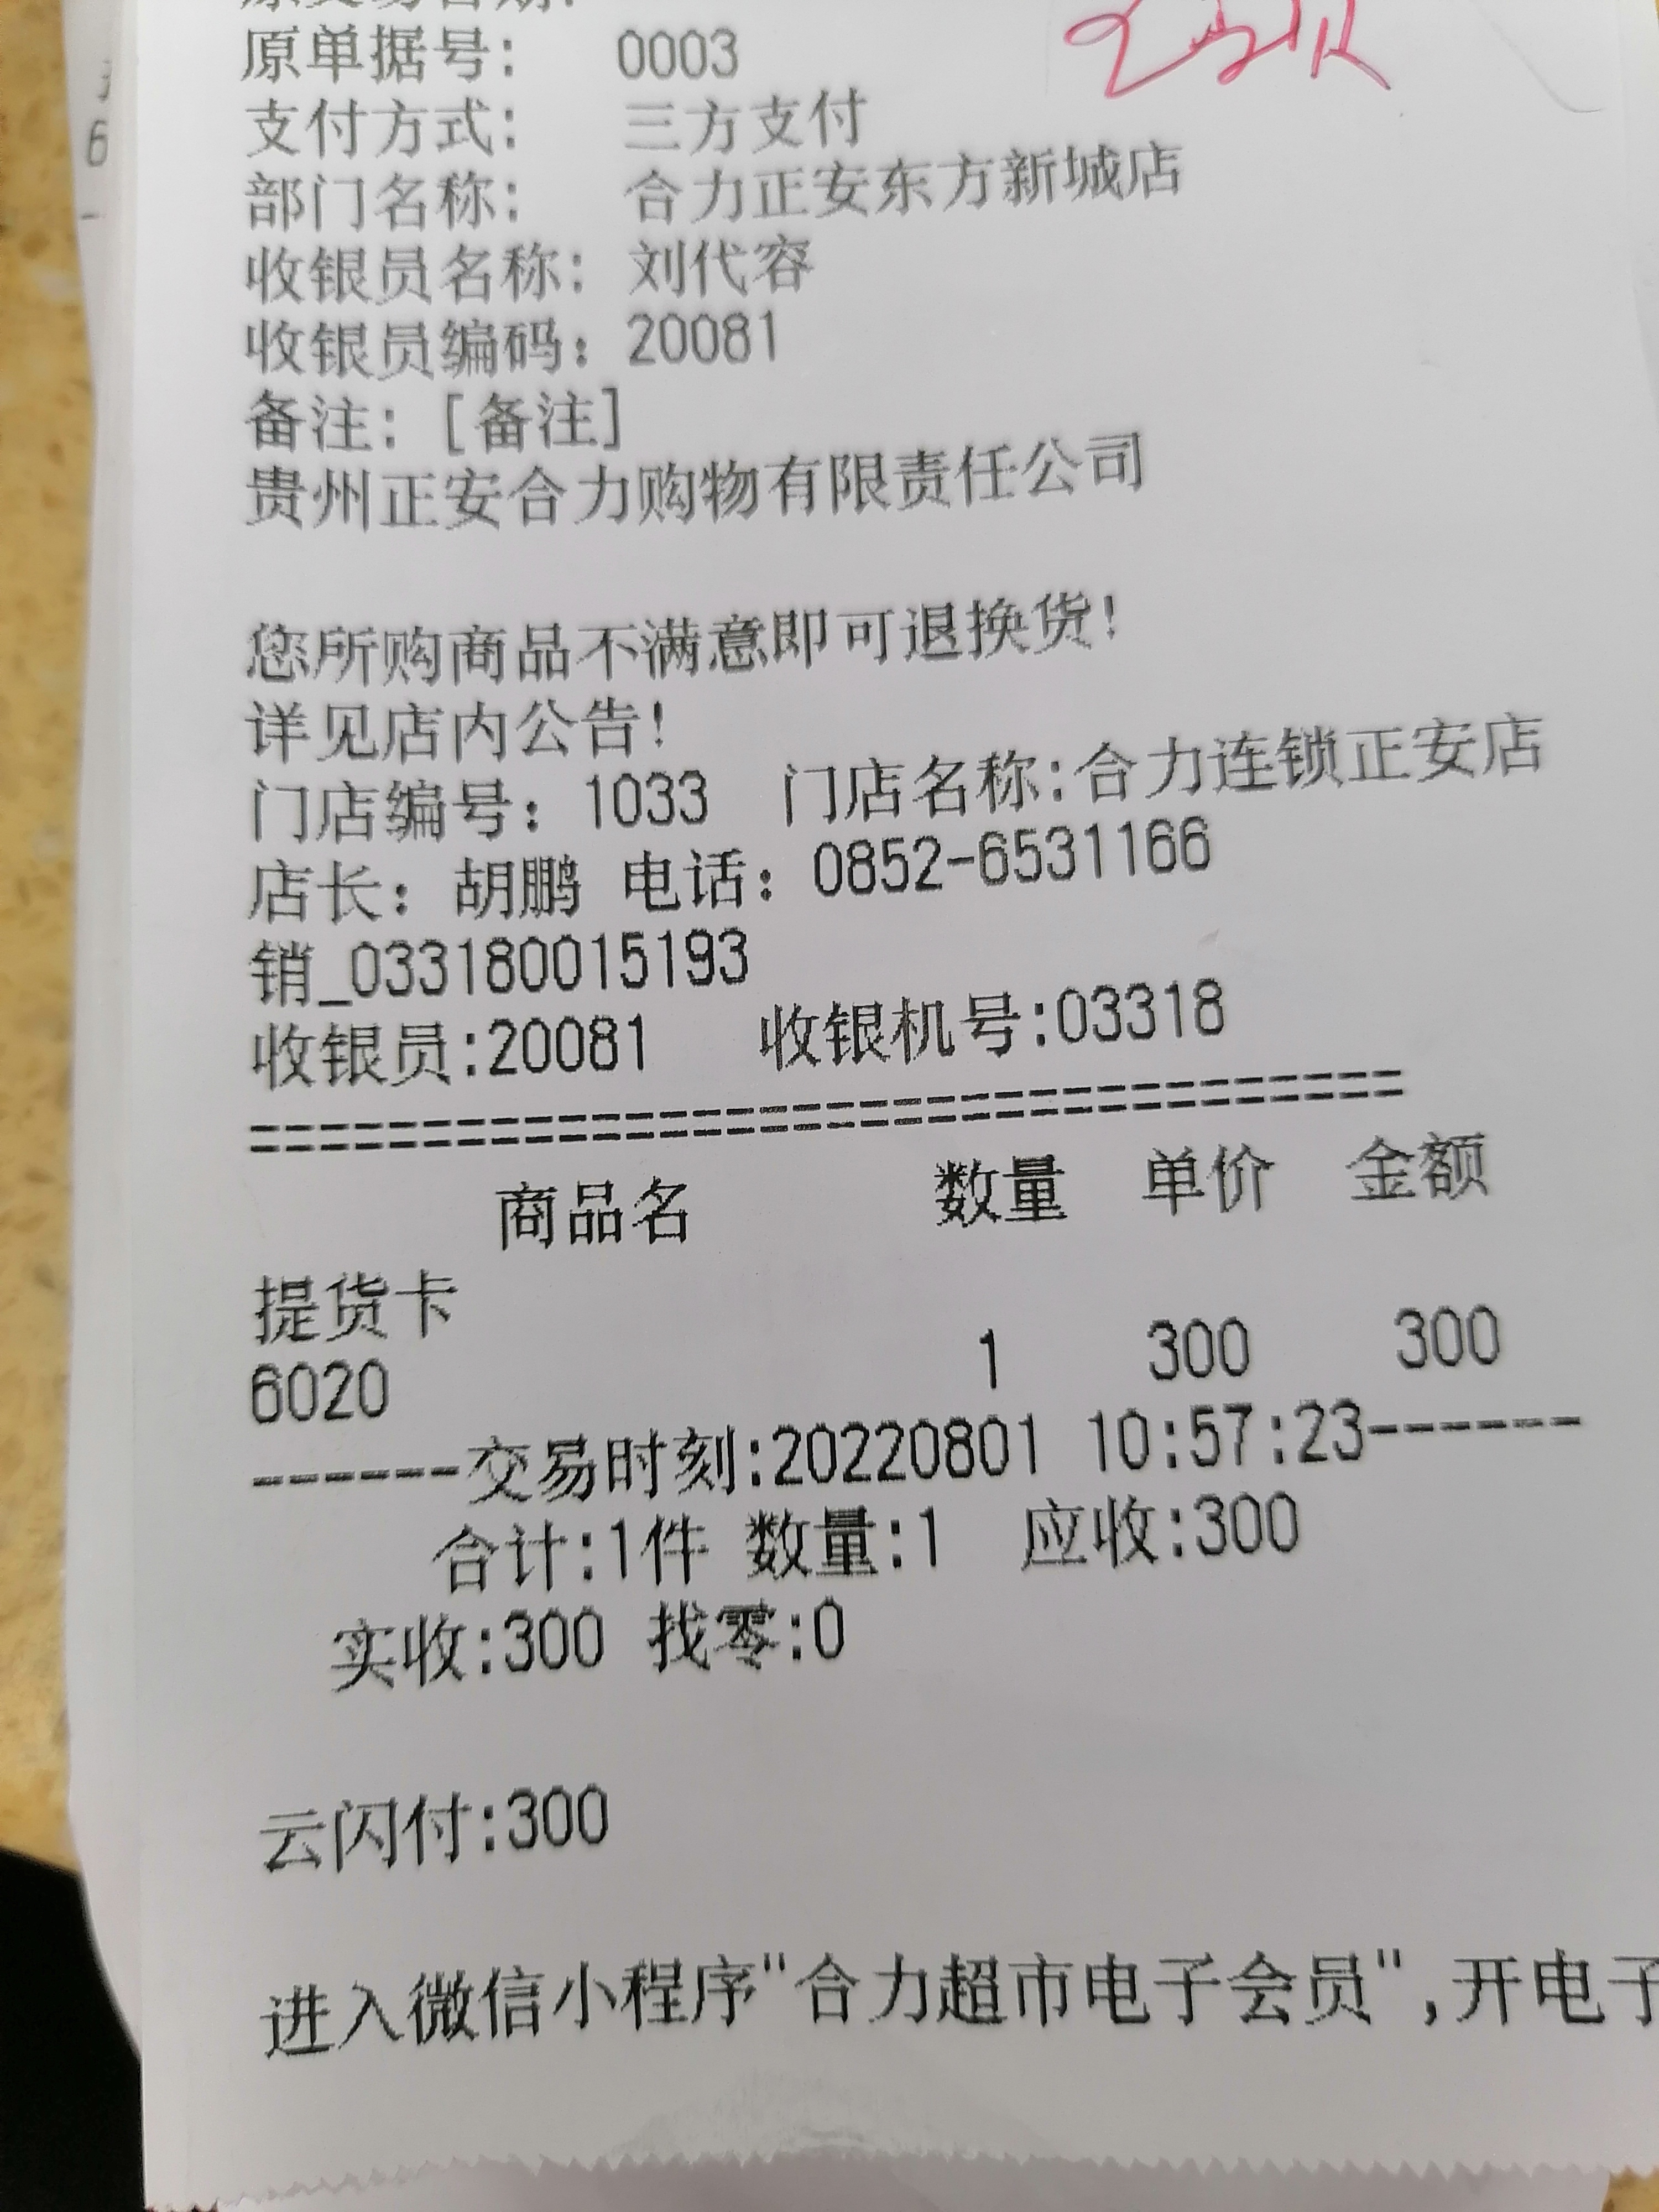 原单据号： 0003
支付方式： 三方支付
部门名称： 合力正安东方新城店
收银员名称： 刘代容
收银员编码：20081
备注：[备注]
贵州正安合力购物有限责任公司
您所购商品不满意即可退换货！
详见店内公告！
门店编号：1033 门店名称:合力连锁正安店
店长：胡鹏 电话：0852-6531166
销_033180015193
收银员:20081 收银机号:03318
================================
商品名 数量 单价 金额
提货卡
6020 1 300 300
------交易时刻:20220801 10:57:23------
合计:1件 数量:1 应收:300
实收:300 找零:0
云闪付:300
进入微信小程序"合力超市电子会员",开电子